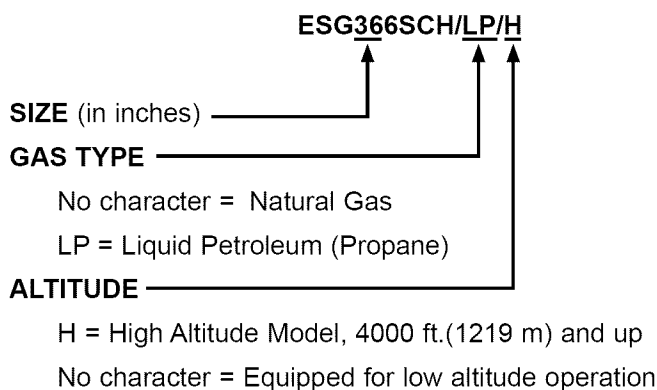 ESG366SCH/LP/H
SIZE (in inches)
GAS TYPE
No character = Natural Gas
LP = Liquid Petroleum (Propane)
ALTITUDE
H = High Altitude Model, 4000 ft.(1219 m) and up
No character = Equipped for low altitude operation